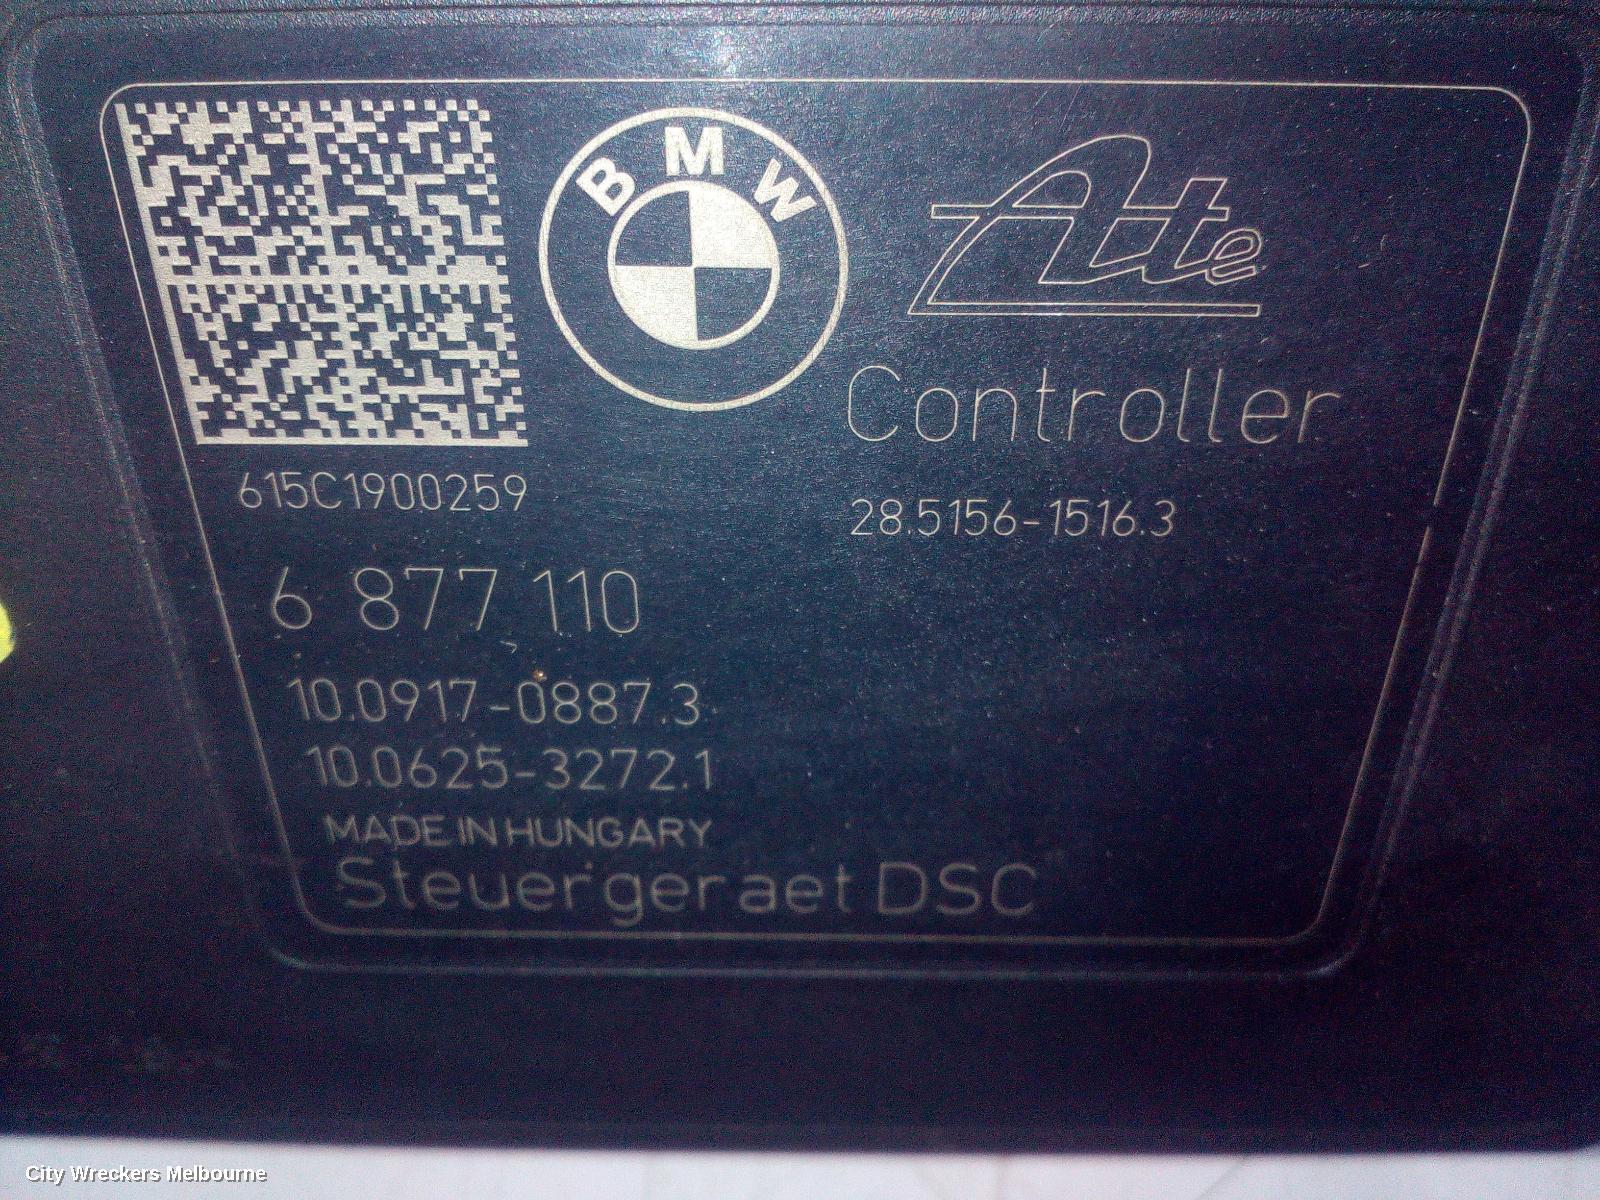 BMW
Ate
Controller
615C1900259
28.5156-1516.3
6 877 110
10.0917-0887.3
10.0625-3272.1
MADE IN HUNGARY
Steuergeraet DSC
City Wreckers Melbourne